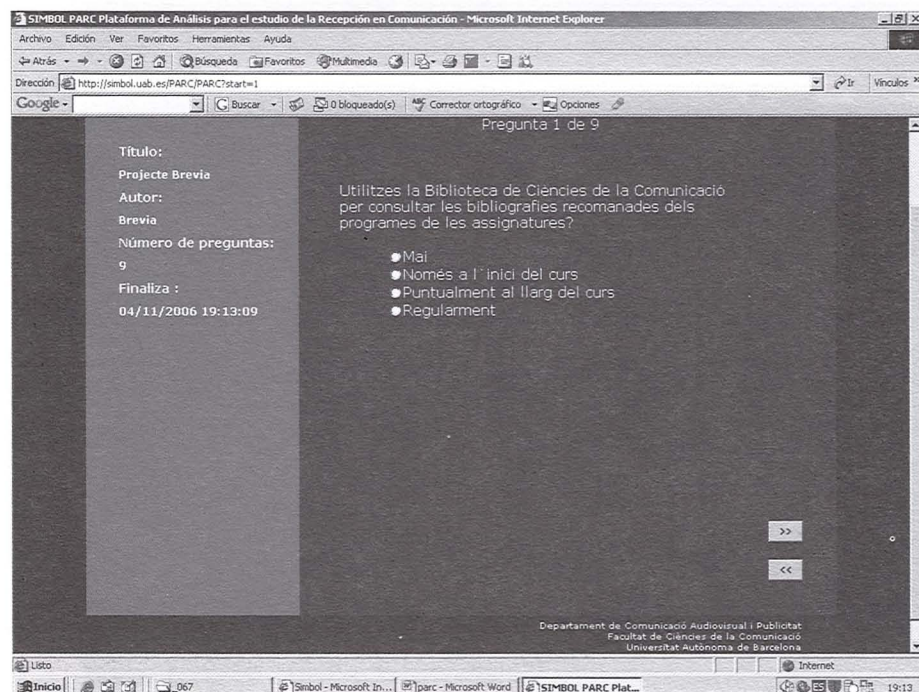 SIMBOL PARC Plataforma de Análisis para el estudio de la Recepción en Comunicación - Microsoft Internet Explorer
Archivo Edición Ver Favoritos Herramientas Ayuda
Atrás Búsqueda Favoritos Multimedia
Dirección http://simbol.uab.es/PARC/PARC?start=1 Ir Vínculos »
Google - Buscar 0 bloqueado(s) Corrector ortográfico Opciones
Pregunta 1 de 9
Título:
Projecte Brevia
Autor:
Brevia
Número de preguntas:
9
Finaliza :
04/11/2006 19:13:09
Utilitzes la Biblioteca de Ciències de la Comunicació
per consultar les bibliografies recomanades dels
programes de les assignatures?
Mai
Només a l´inici del curs
Puntualment al llarg del curs
Regularment
>>
<<
Departament de Comunicació Audiovisual i Publicitat
Facultat de Ciències de la Comunicació
Universitat Autònoma de Barcelona
Listo Internet
Inicio _067 Simbol - Microsoft In... parc - Microsoft Word SIMBOL PARC Plat... ES 19:13